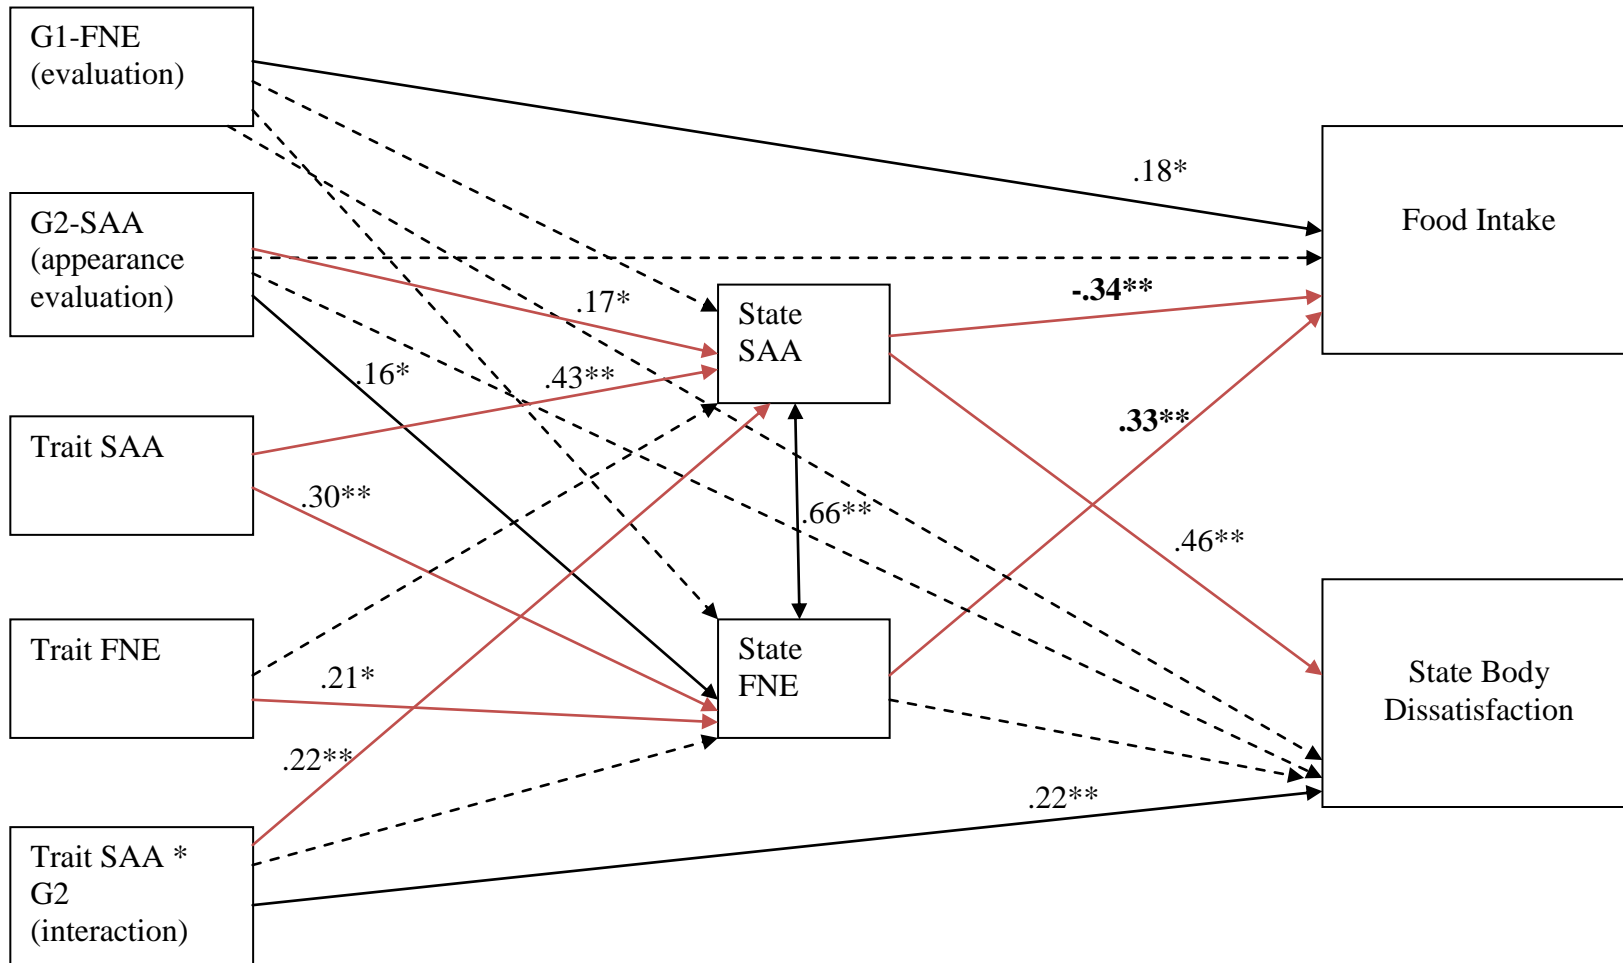 G1-FNE
(evaluation)
.18*
Food Intake
G2-SAA
(appearance
evaluation)
.17*
-.34**
State
SAA
.16*
.43**
.33**
Trait SAA
.30**
.66**
.46**
Trait FNE
.21*
State
FNE
State Body
Dissatisfaction
.22**
.22**
Trait SAA *
G2
(interaction)